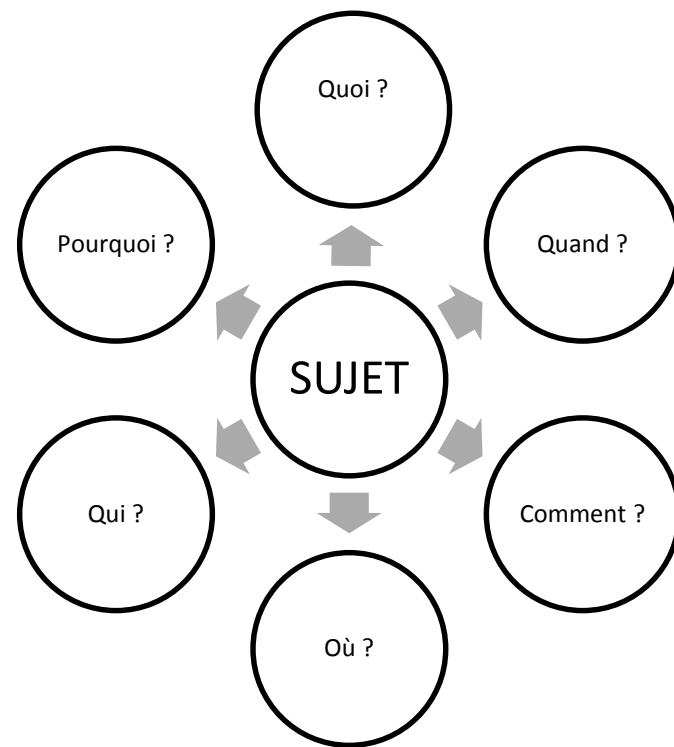 Quoi ?
Pourquoi ?
Quand ?
SUJET
Qui ?
Comment ?
Où ?